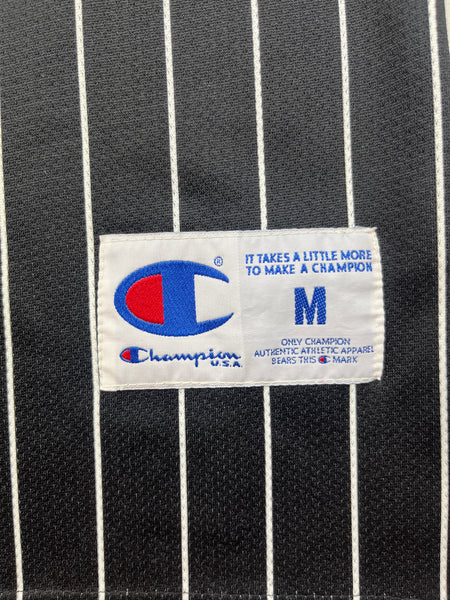 ®
Champion
U.S.A.
IT TAKES A LITTLE MORE
TO MAKE A CHAMPION
M
ONLY CHAMPION
AUTHENTIC ATHLETIC APPAREL
BEARS THIS C MARK